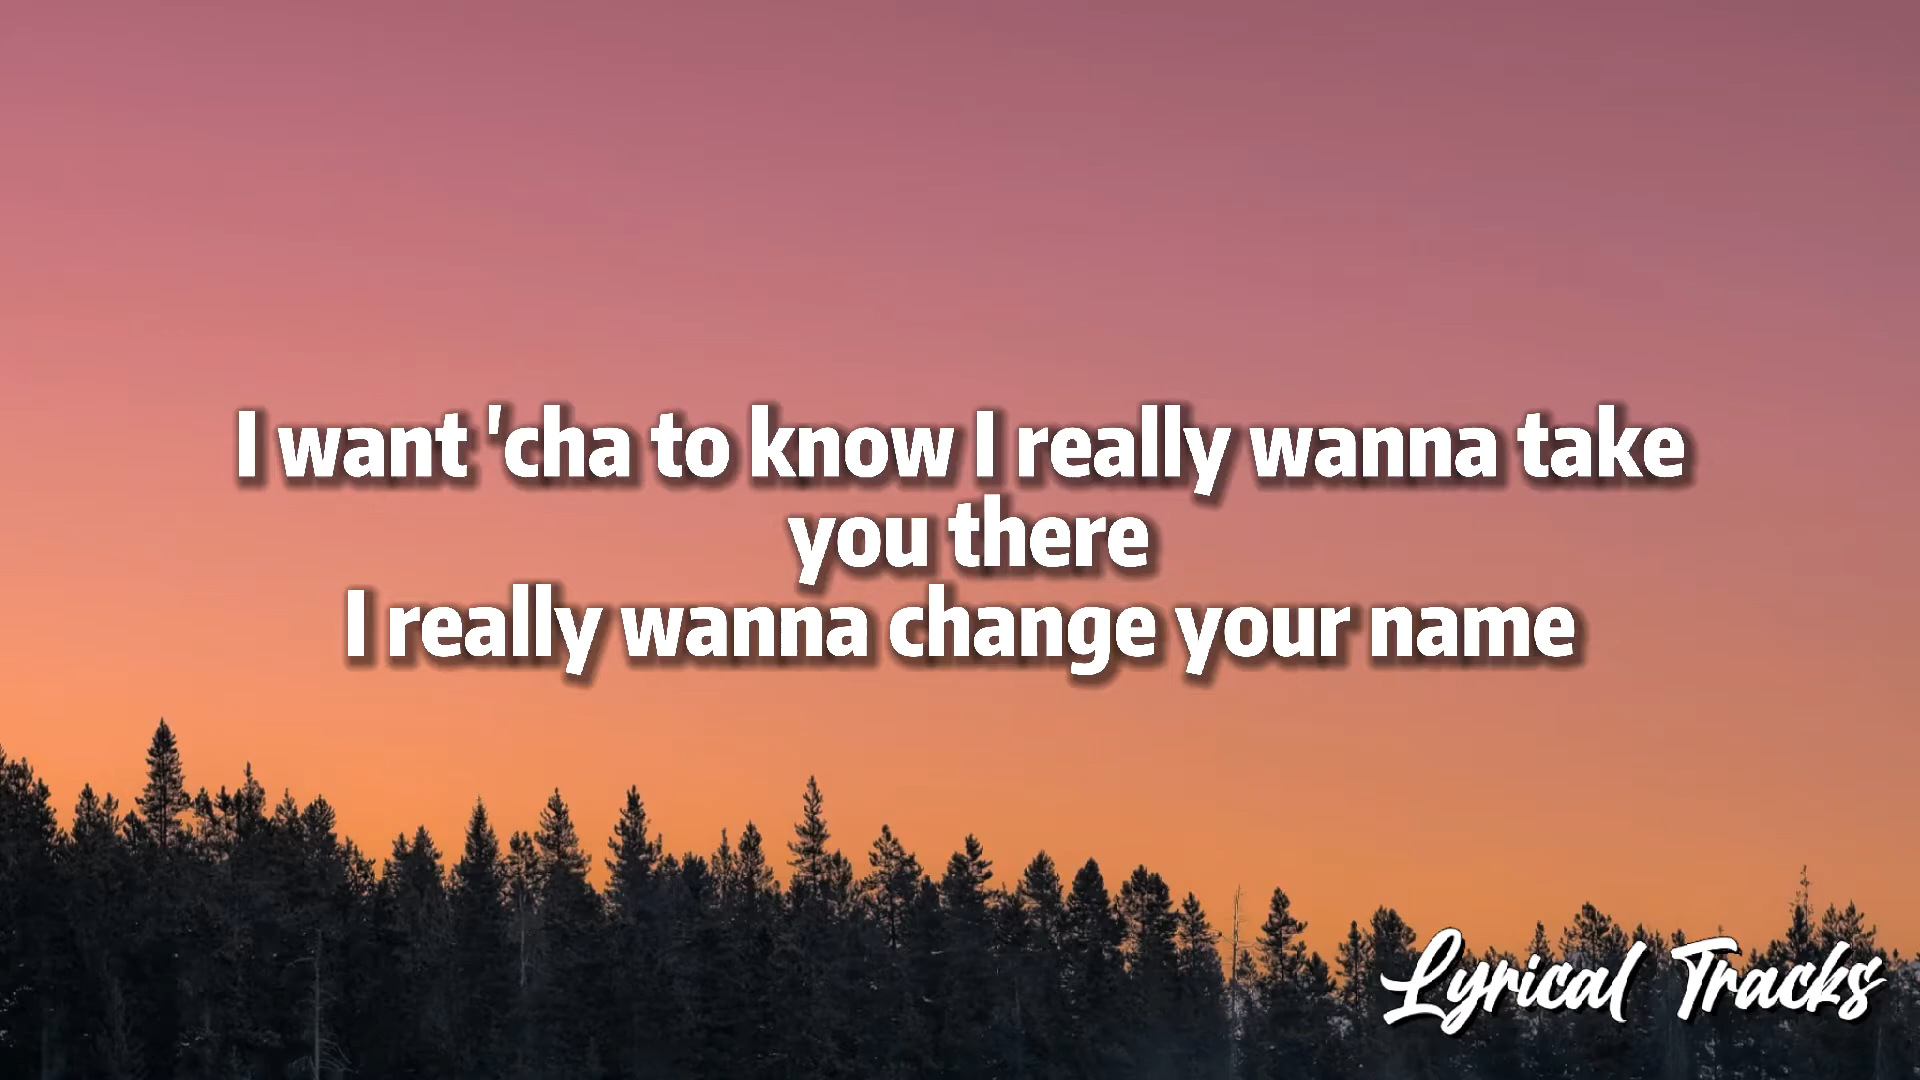 I want 'cha to know I really wanna take
you there
I really wanna change your name
Lyrical Tracks